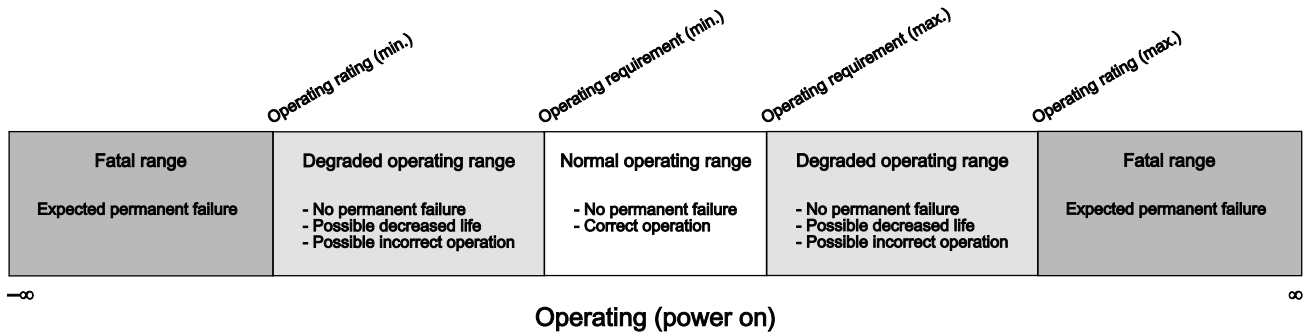 Operating rating (min.)
Operating requirement (min.)
Operating requirement (max.)
Operating rating (max.)
Fatal range
Expected permanent failure
Degraded operating range
- No permanent failure
- Possible decreased life
- Possible incorrect operation
Normal operating range
- No permanent failure
- Correct operation
Degraded operating range
- No permanent failure
- Possible decreased life
- Possible incorrect operation
Fatal range
Expected permanent failure
–∞
∞
Operating (power on)